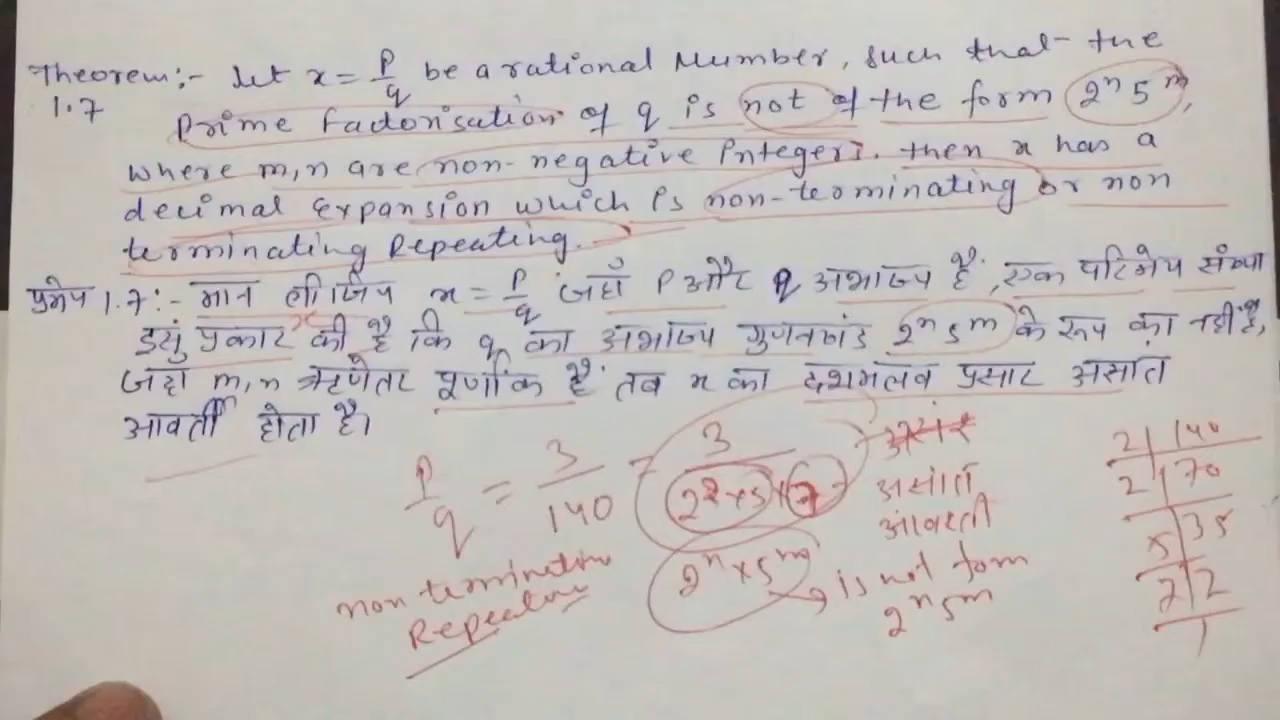 Theorem:- Let x = P/q be a rational Number, such that the
1.7 Prime factorisation of q is not of the form 2ⁿ5ᵐ,
where m,n are non-negative Integers. then x has a
decimal Expansion which is non-terminating or non
terminating Repeating.
प्रमेय 1.7:- मान लीजिए x = P/q जहाँ P और q अभाज्य हैं, एक परिमेय संख्या
इस प्रकार की है कि q का अभाज्य गुणनखंड 2ⁿ5ᵐ के रूप का नहीं है,
जहां m,n ऋणेतर पूर्णांक हैं तब x का दशमलव प्रसार असांत
आवर्ती होता है।
P/q = 3/140 = 3/(2²×5×7)
असांत
आवरती
2ⁿ×5ᵐ → is not form
2ⁿ5ᵐ
non terminating
Repeating
2 | 140
2 | 70
5 | 35
7 | 7
1